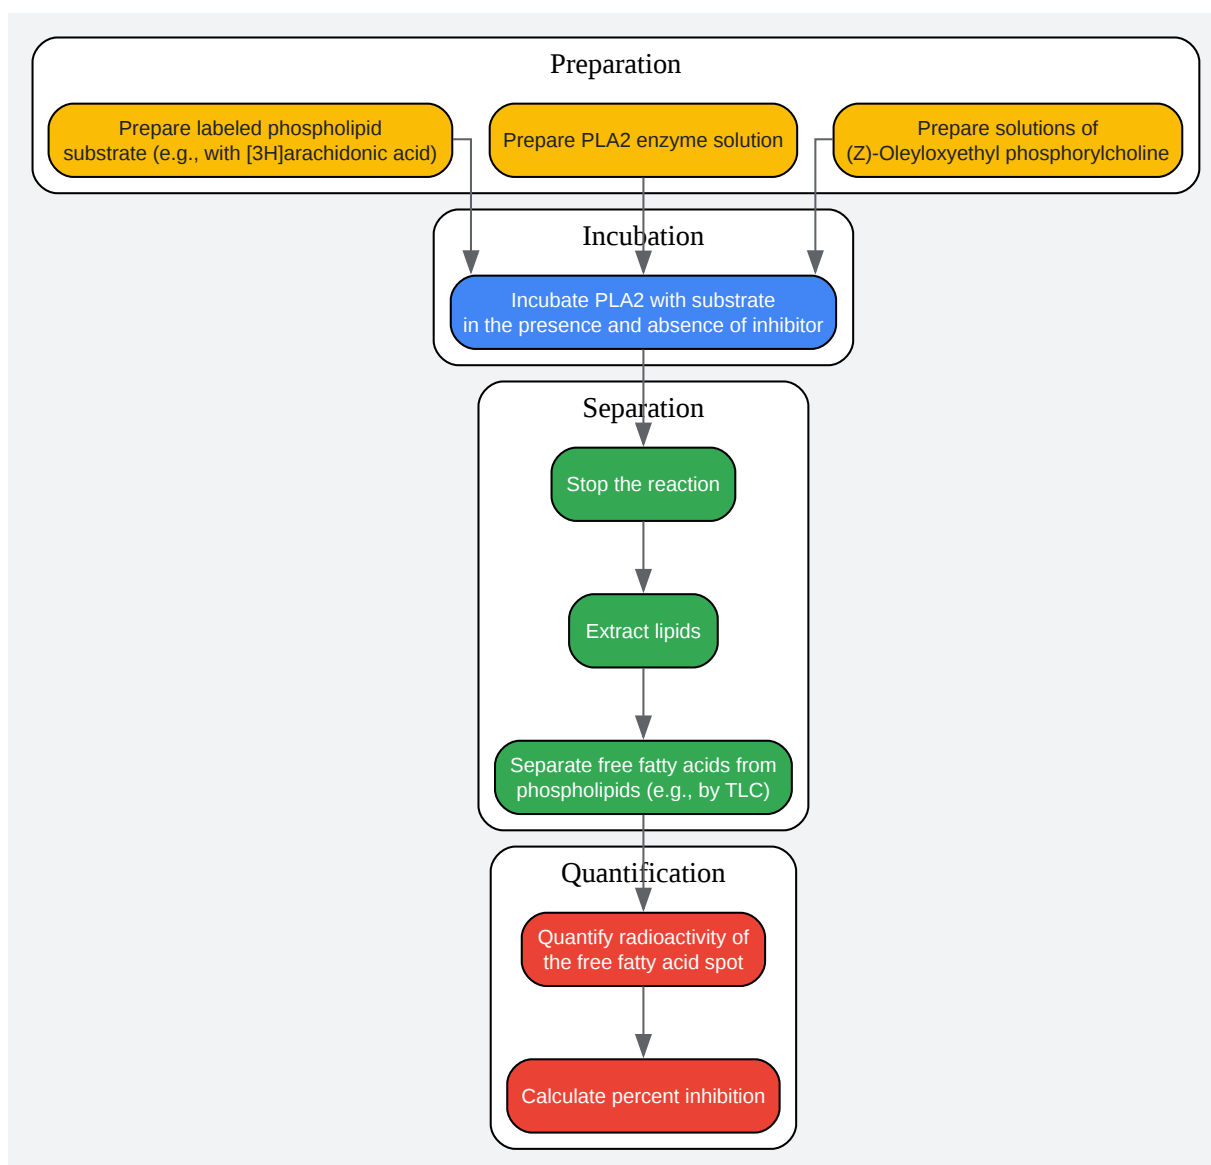 Preparation
Prepare labeled phospholipid
substrate (e.g., with [3H]arachidonic acid)
Prepare PLA2 enzyme solution
Prepare solutions of
(Z)-Oleyloxyethyl phosphorylcholine
Incubation
Incubate PLA2 with substrate
in the presence and absence of inhibitor
Separation
Stop the reaction
Extract lipids
Separate free fatty acids from
phospholipids (e.g., by TLC)
Quantification
Quantify radioactivity of
the free fatty acid spot
Calculate percent inhibition